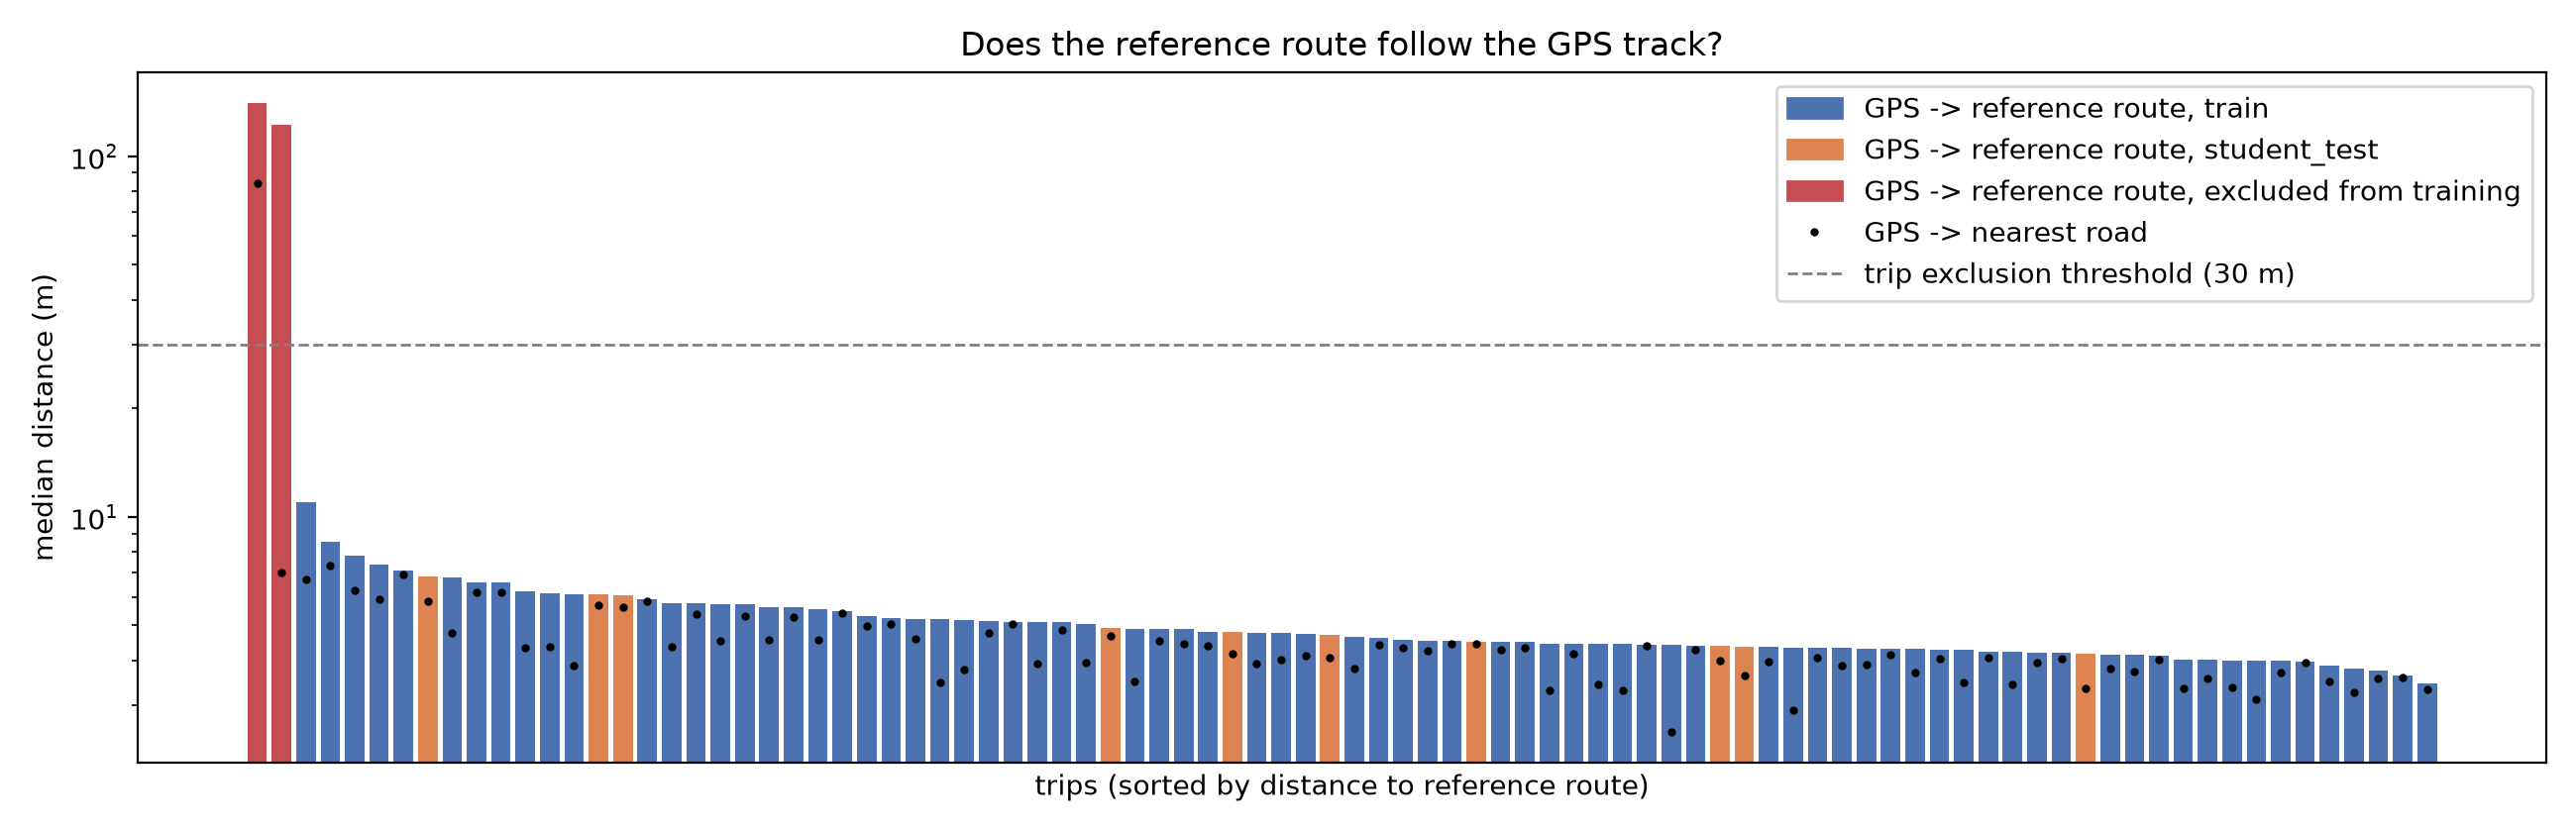 Does the reference route follow the GPS track?
GPS -> reference route, train
GPS -> reference route, student_test
GPS -> reference route, excluded from training
GPS -> nearest road
trip exclusion threshold (30 m)
10²
10¹
median distance (m)
trips (sorted by distance to reference route)